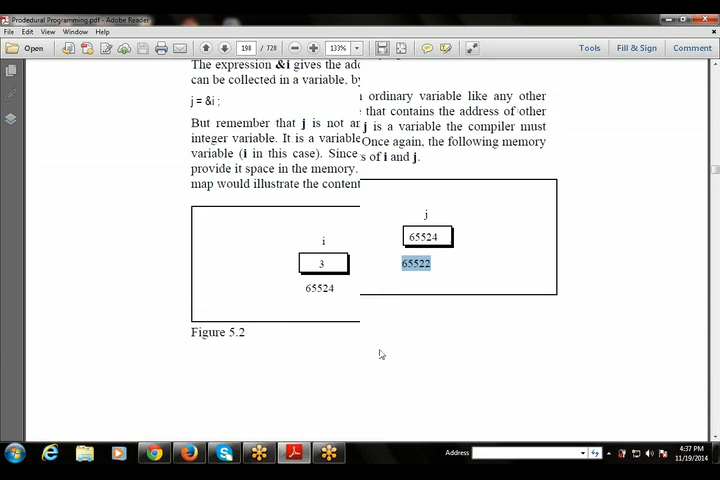 Prodedural Programming.pdf - Adobe Reader
File Edit View Window Help
Open 198 / 728 133% Tools Fill & Sign Comment
The expression &i gives the add
can be collected in a variable, by
j = &i ;
But remember that j is not an
integer variable. It is a variable
variable (i in this case). Since
provide it space in the memory.
map would illustrate the content
ordinary variable like any other
that contains the address of other
j is a variable the compiler must
Once again, the following memory
s of i and j.
i
3
65524
j
65524
65522
Figure 5.2
Address
4:37 PM
11/19/2014